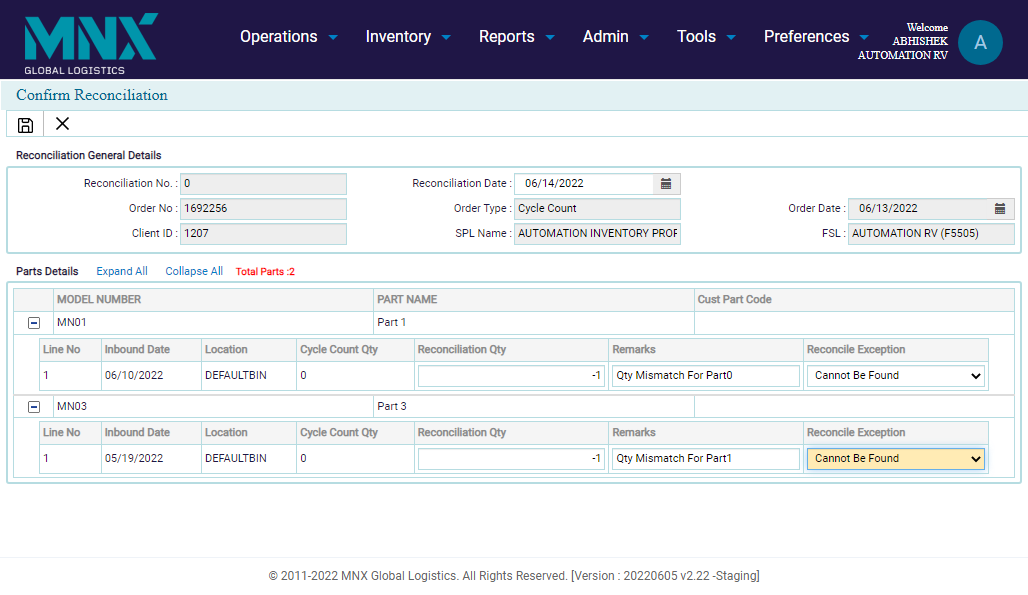 MNX
GLOBAL LOGISTICS
Operations Inventory Reports Admin Tools Preferences
Welcome
ABHISHEK
AUTOMATION RV
A
Confirm Reconciliation
Reconciliation General Details
Reconciliation No. : 0 Reconciliation Date : 06/14/2022
Order No : 1692256 Order Type : Cycle Count Order Date : 06/13/2022
Client ID : 1207 SPL Name : AUTOMATION INVENTORY PROF FSL : AUTOMATION RV (F5505)
Parts Details Expand All Collapse All Total Parts :2
MODEL NUMBER PART NAME Cust Part Code
MN01 Part 1
Line No Inbound Date Location Cycle Count Qty Reconciliation Qty Remarks Reconcile Exception
1 06/10/2022 DEFAULTBIN 0 -1 Qty Mismatch For Part0 Cannot Be Found
MN03 Part 3
Line No Inbound Date Location Cycle Count Qty Reconciliation Qty Remarks Reconcile Exception
1 05/19/2022 DEFAULTBIN 0 -1 Qty Mismatch For Part1 Cannot Be Found
© 2011-2022 MNX Global Logistics. All Rights Reserved. [Version : 20220605 v2.22 -Staging]